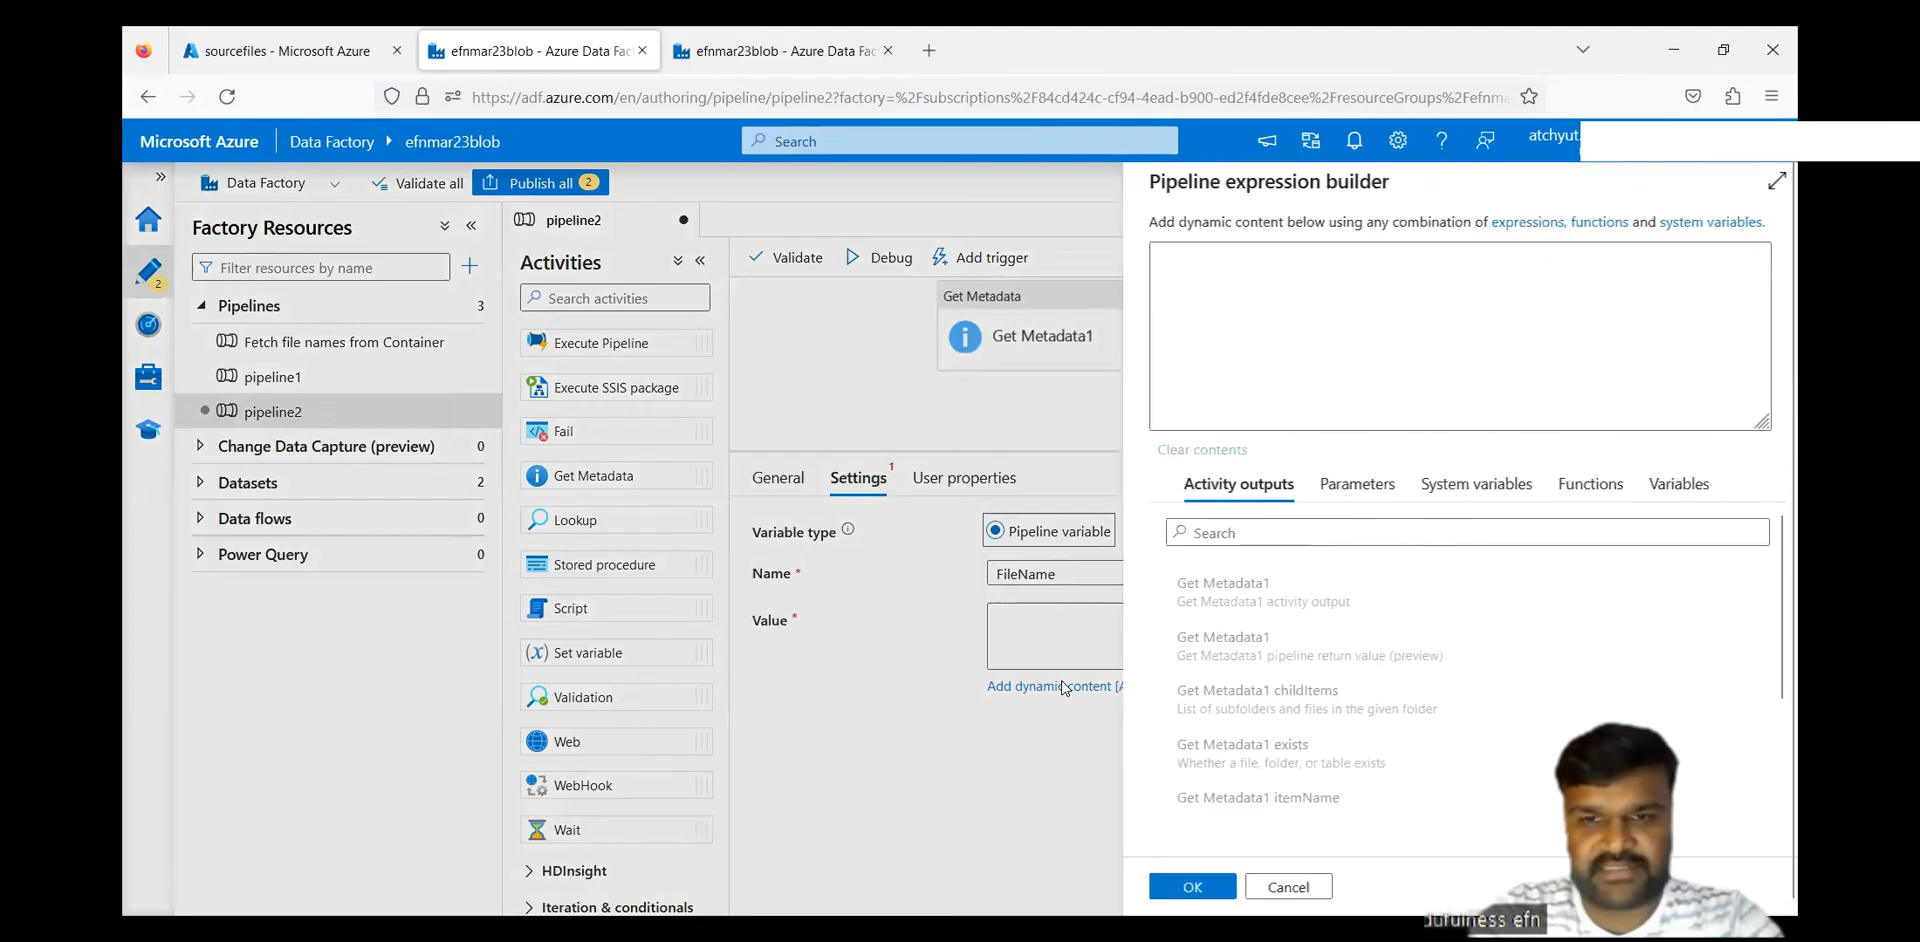 sourcefiles - Microsoft Azure
efnmar23blob - Azure Data Fac
efnmar23blob - Azure Data Fac
https://adf.azure.com/en/authoring/pipeline/pipeline2?factory=%2Fsubscriptions%2F84cd424c-cf94-4ead-b900-ed2f4fde8cee%2FresourceGroups%2Fefnma
Microsoft Azure
Data Factory
efnmar23blob
Search
atchyut
Data Factory
Validate all
Publish all 2
Factory Resources
Filter resources by name
Pipelines 3
Fetch file names from Container
pipeline1
pipeline2
Change Data Capture (preview) 0
Datasets 2
Data flows 0
Power Query 0
2
pipeline2
Activities
Search activities
Execute Pipeline
Execute SSIS package
Fail
Get Metadata
Lookup
Stored procedure
Script
Set variable
Validation
Web
WebHook
Wait
HDInsight
Iteration & conditionals
Validate
Debug
Add trigger
Get Metadata
Get Metadata1
General
Settings 1
User properties
Variable type
Pipeline variable
Name *
FileName
Value *
Add dynamic content [A
Pipeline expression builder
Add dynamic content below using any combination of expressions, functions and system variables.
Clear contents
Activity outputs
Parameters
System variables
Functions
Variables
Search
Get Metadata1
Get Metadata1 activity output
Get Metadata1
Get Metadata1 pipeline return value (preview)
Get Metadata1 childItems
List of subfolders and files in the given folder
Get Metadata1 exists
Whether a file, folder, or table exists
Get Metadata1 itemName
OK
Cancel
efn